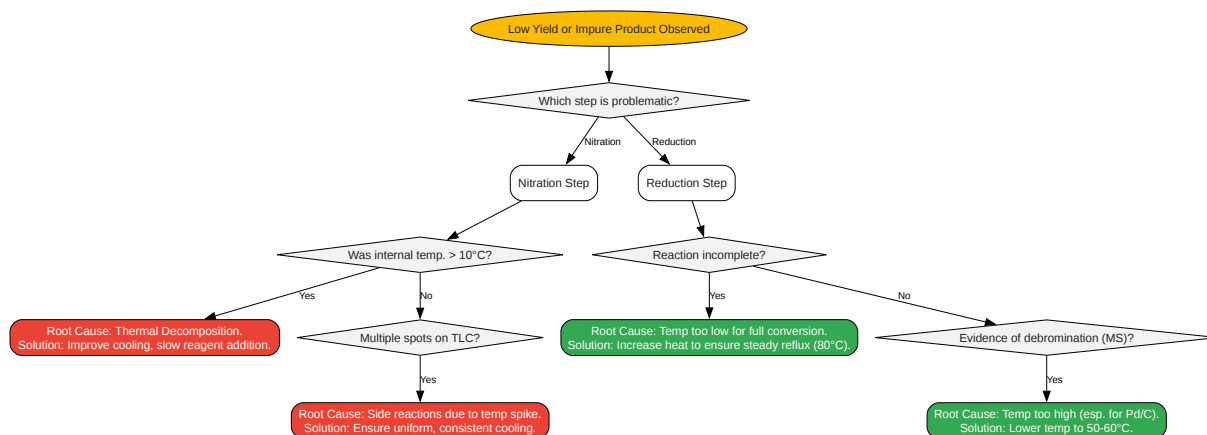 Low Yield or Impure Product Observed
Which step is problematic?
Nitration
Reduction
Nitration Step
Reduction Step
Was internal temp. > 10°C?
Reaction incomplete?
Yes
No
Yes
No
Root Cause: Thermal Decomposition.
Solution: Improve cooling, slow reagent addition.
Multiple spots on TLC?
Root Cause: Temp too low for full conversion.
Solution: Increase heat to ensure steady reflux (80°C).
Evidence of debromination (MS)?
Yes
Yes
Root Cause: Side reactions due to temp spike.
Solution: Ensure uniform, consistent cooling.
Root Cause: Temp too high (esp. for Pd/C).
Solution: Lower temp to 50-60°C.